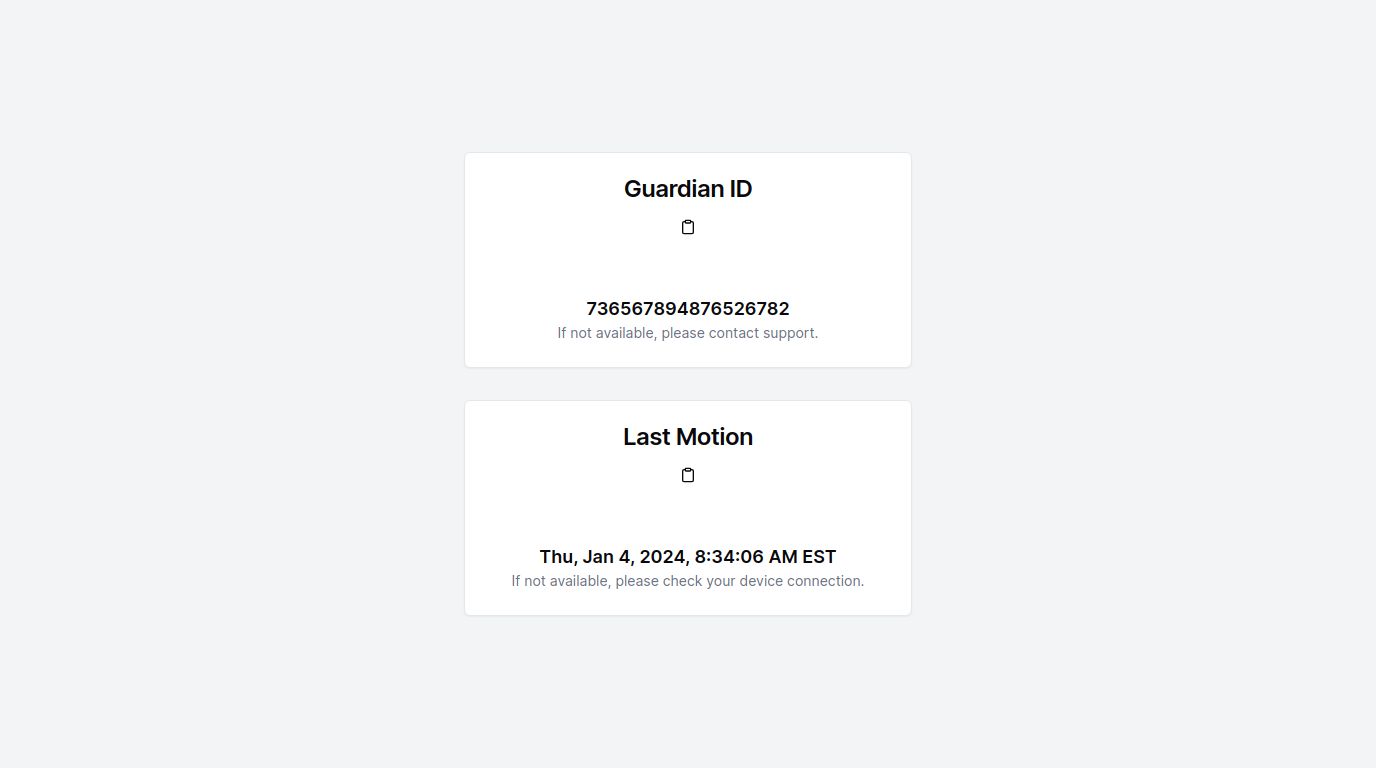 Guardian ID
736567894876526782
If not available, please contact support.
Last Motion
Thu, Jan 4, 2024, 8:34:06 AM EST
If not available, please check your device connection.